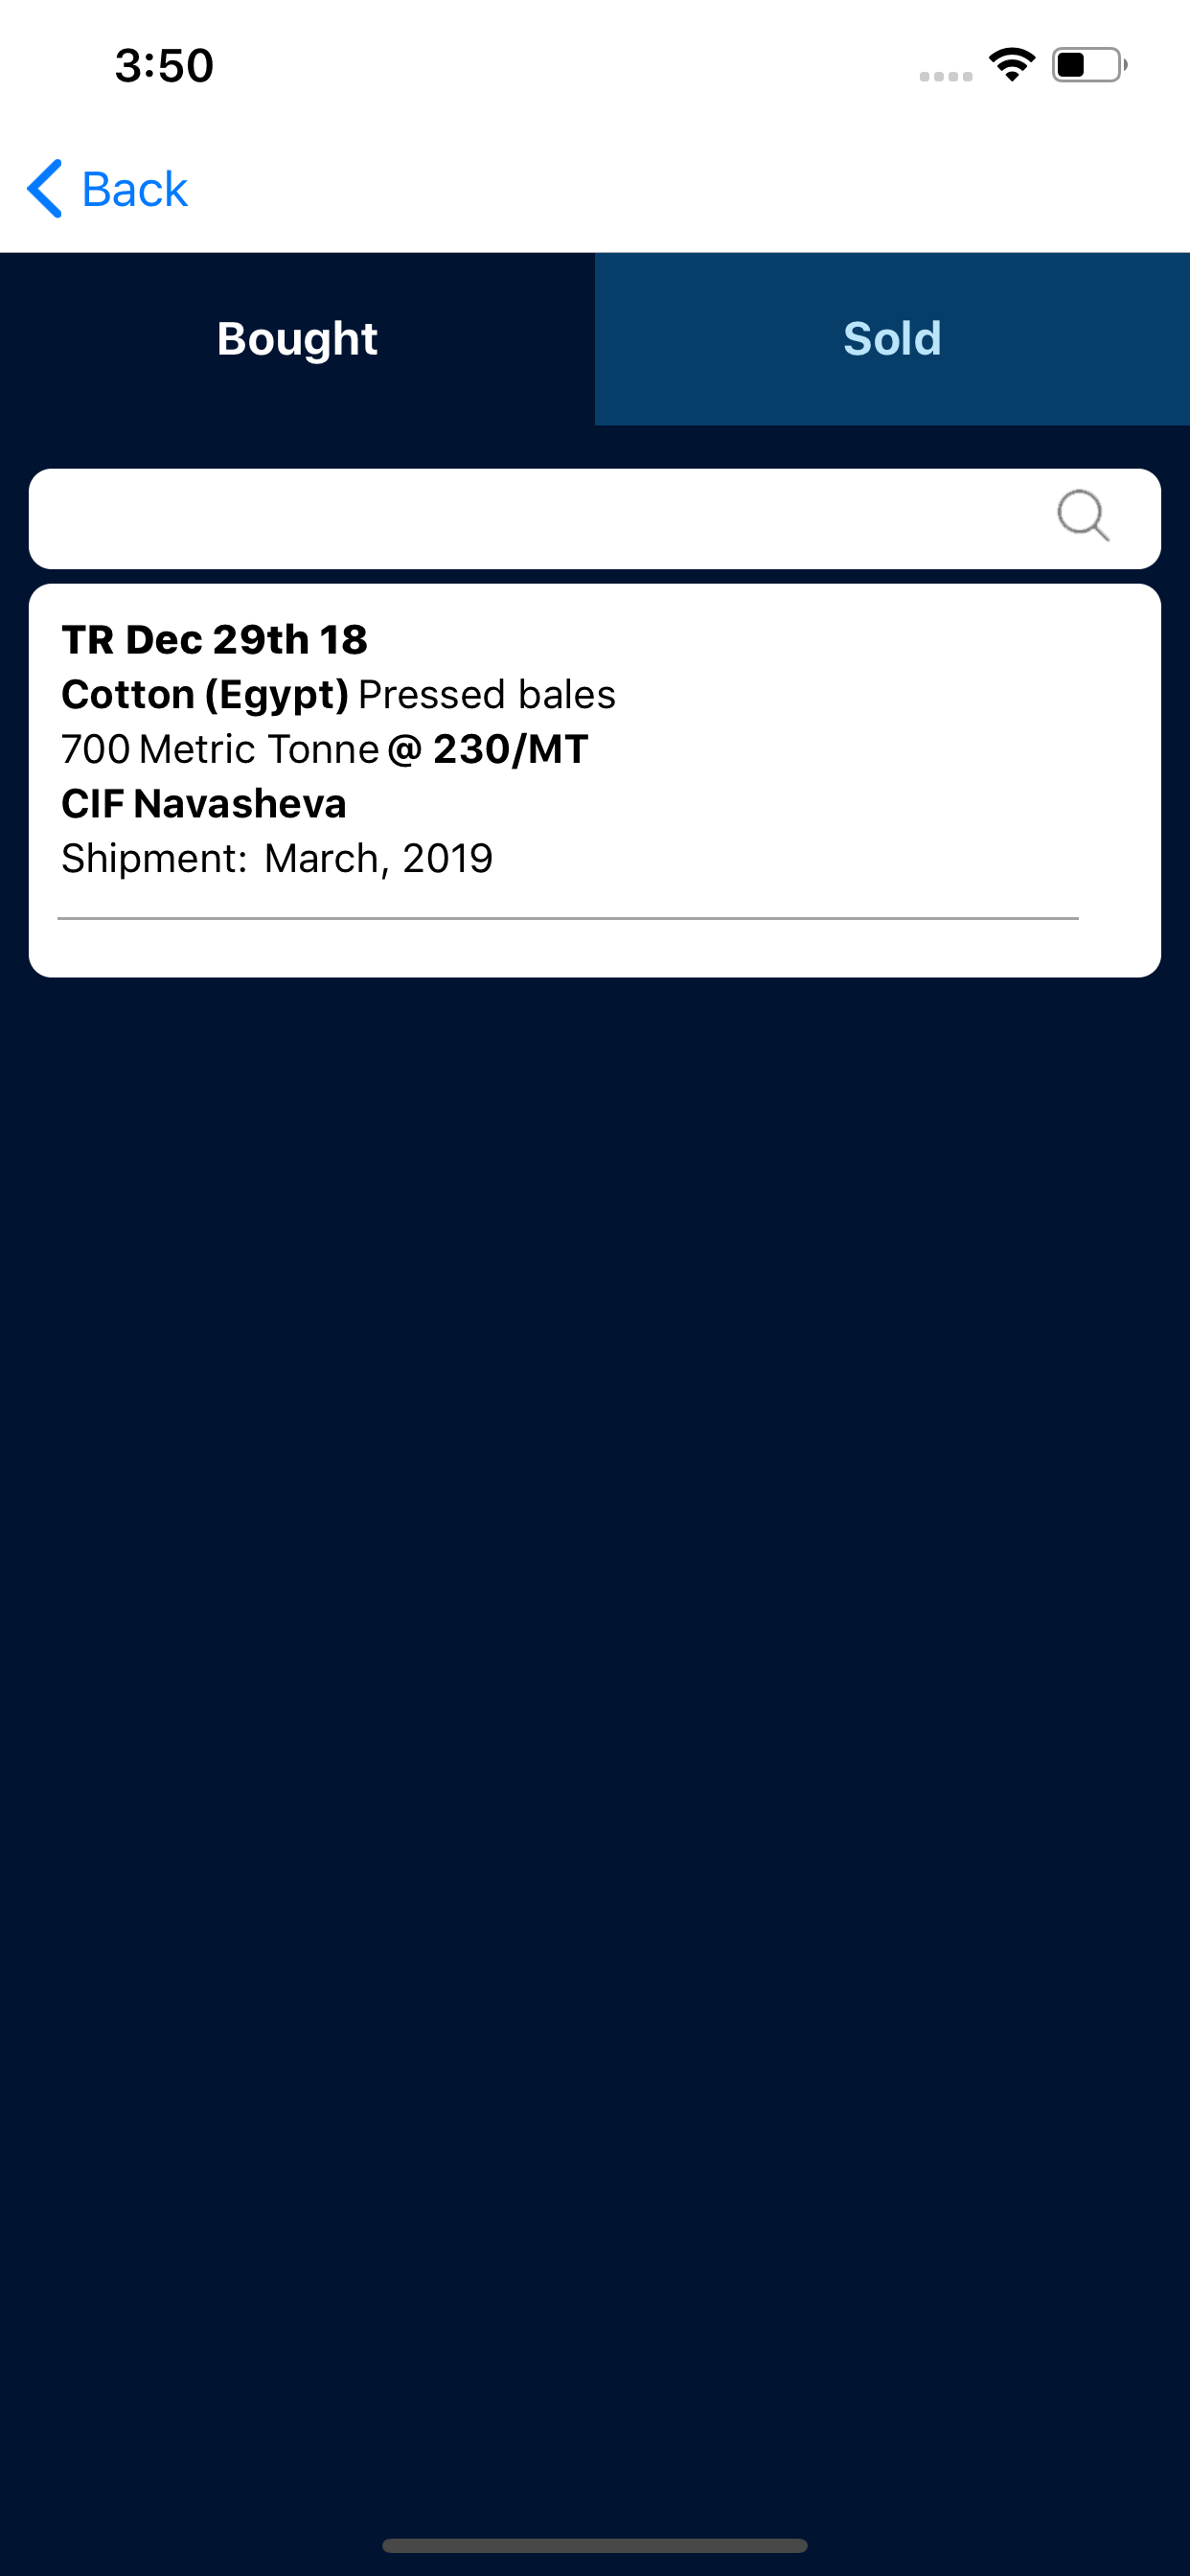 3:50
Back
Bought
Sold
TR Dec 29th 18
Cotton (Egypt) Pressed bales
700 Metric Tonne @ 230/MT
CIF Navasheva
Shipment: March, 2019